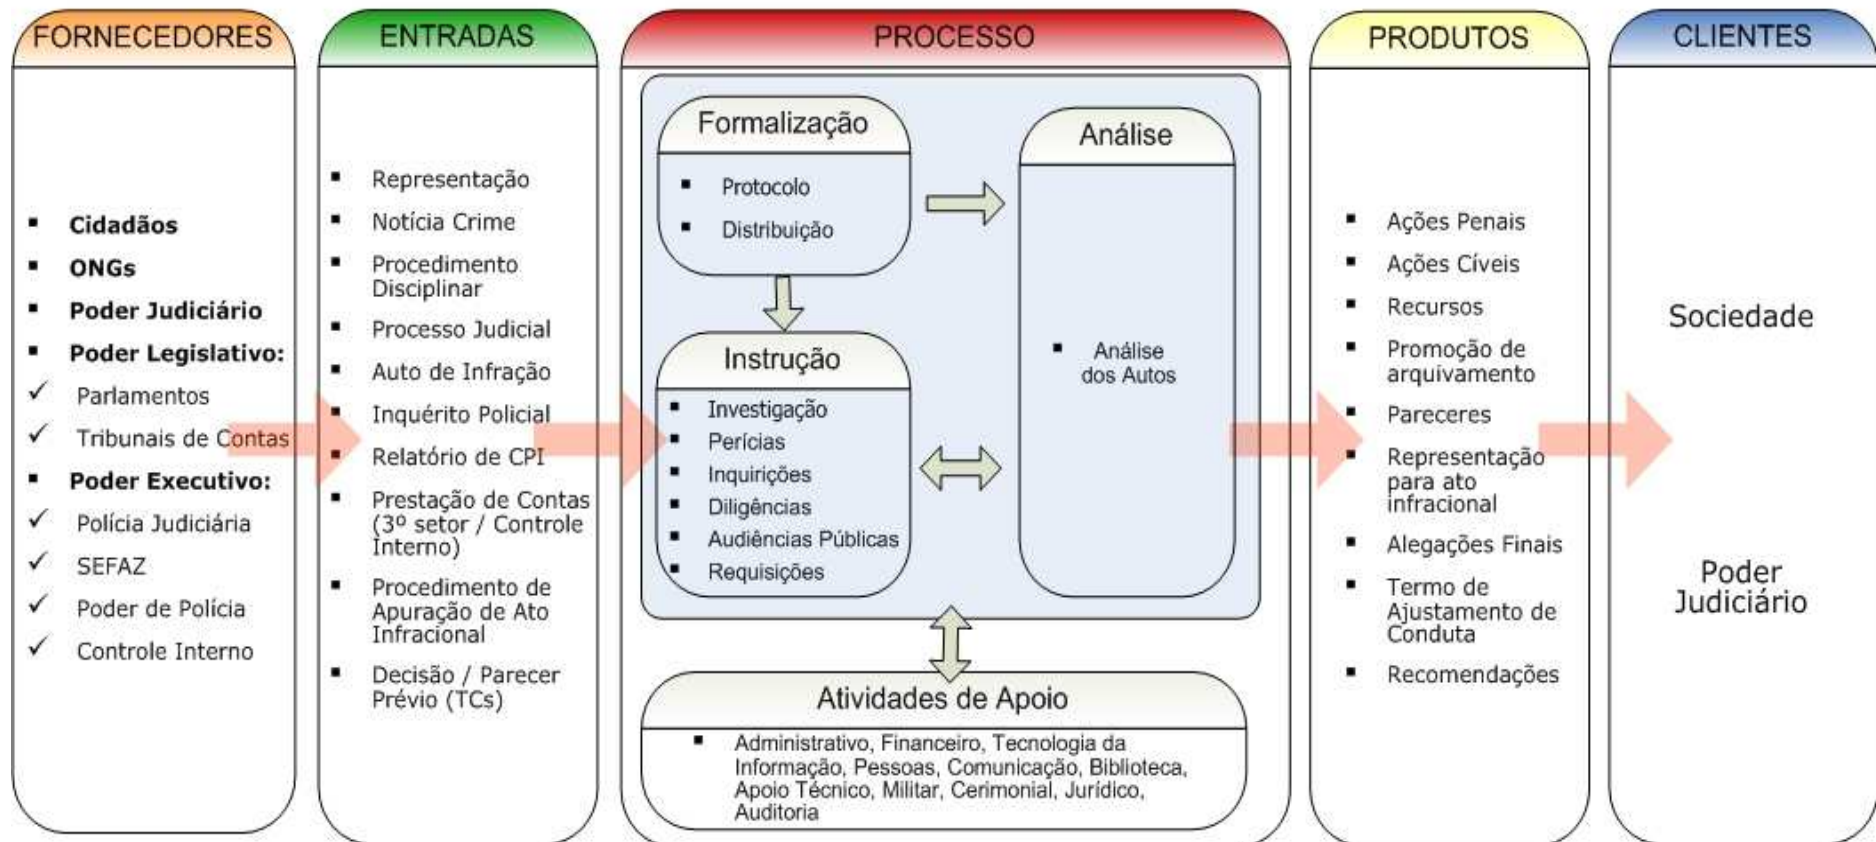 FORNECEDORES
Cidadãos
ONGs
Poder Judiciário
Poder Legislativo:
Parlamentos
Tribunais de Contas
Poder Executivo:
Polícia Judiciária
SEFAZ
Poder de Polícia
Controle Interno
ENTRADAS
Representação
Notícia Crime
Procedimento
Disciplinar
Processo Judicial
Auto de Infração
Inquérito Policial
Relatório de CPI
Prestação de Contas
(3º setor / Controle
Interno)
Procedimento de
Apuração de Ato
Infracional
Decisão / Parecer
Prévio (TCs)
PROCESSO
Formalização
Protocolo
Distribuição
Instrução
Investigação
Perícias
Inquirições
Diligências
Audiências Públicas
Requisições
Análise
Análise
dos Autos
Atividades de Apoio
Administrativo, Financeiro, Tecnologia da
Informação, Pessoas, Comunicação, Biblioteca,
Apoio Técnico, Militar, Cerimonial, Jurídico,
Auditoria
PRODUTOS
Ações Penais
Ações Cíveis
Recursos
Promoção de
arquivamento
Pareceres
Representação
para ato
infracional
Alegações Finais
Termo de
Ajustamento de
Conduta
Recomendações
CLIENTES
Sociedade
Poder
Judiciário